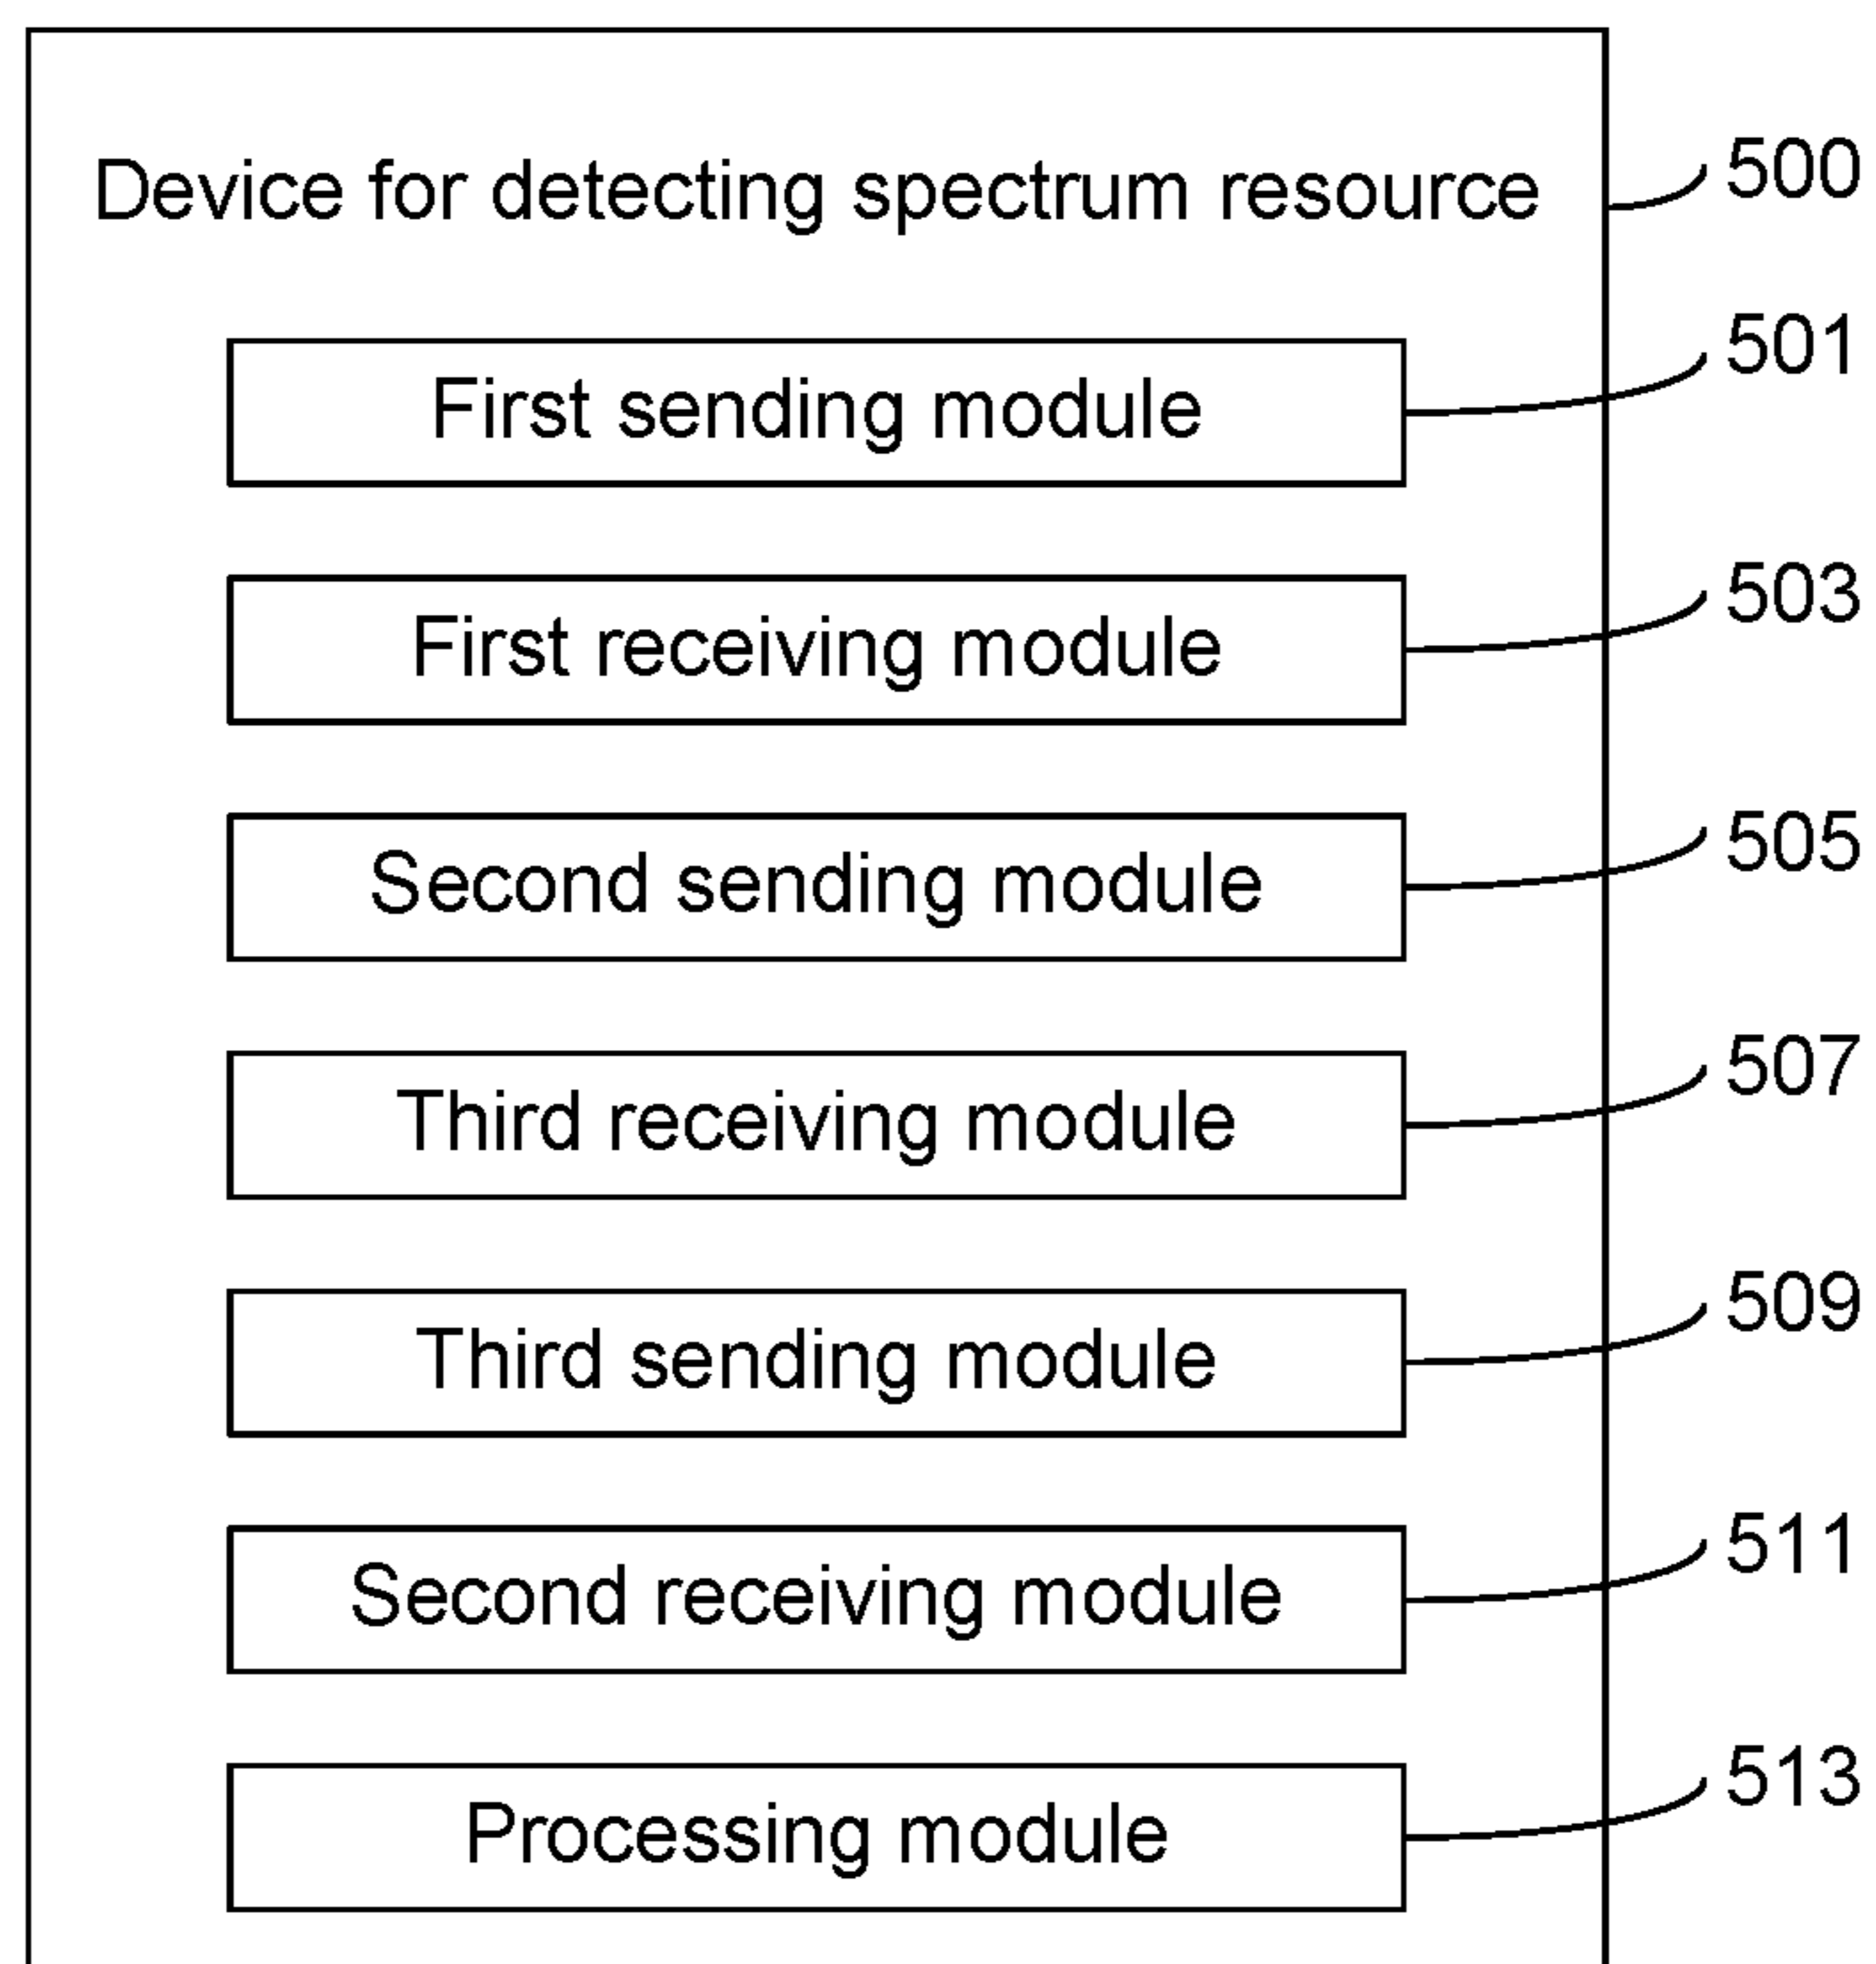 Device for detecting spectrum resource 500
First sending module 501
First receiving module 503
Second sending module 505
Third receiving module 507
Third sending module 509
Second receiving module 511
Processing module 513